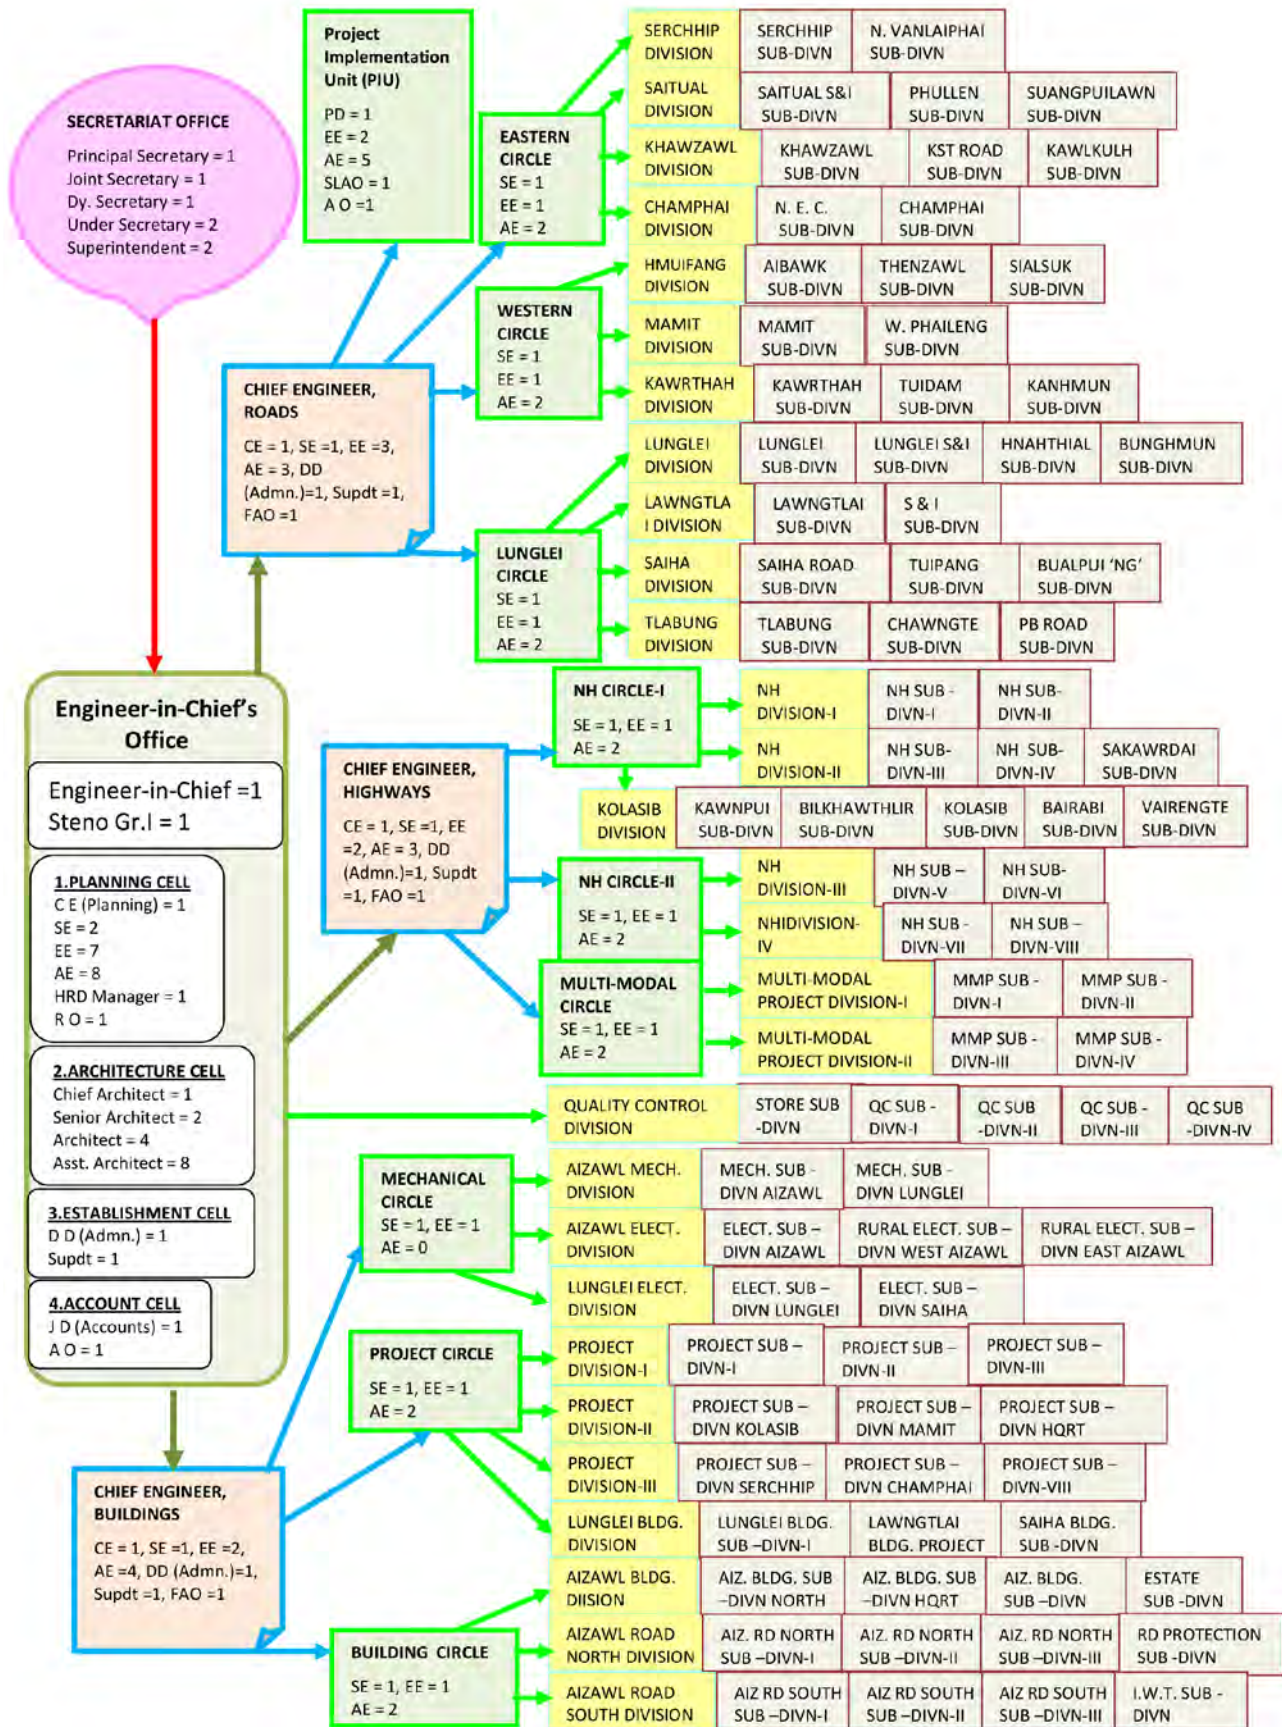 SECRETARIAT OFFICE
Principal Secretary = 1
Joint Secretary = 1
Dy. Secretary = 1
Under Secretary = 2
Superintendent = 2
Project
Implementation
Unit (PIU)
PD = 1
EE = 2
AE = 5
SLAO = 1
A O =1
CHIEF ENGINEER,
ROADS
CE = 1, SE =1, EE =3,
AE = 3, DD
(Admn.)=1, Supdt =1,
FAO =1
EASTERN
CIRCLE
SE = 1
EE = 1
AE = 2
SERCHHIP
DIVISION
SERCHHIP
SUB-DIVN
N. VANLAIPHAI
SUB-DIVN
SAITUAL
DIVISION
SAITUAL S&I
SUB-DIVN
PHULLEN
SUB-DIVN
SUANGPUILAWN
SUB-DIVN
KHAWZAWL
DIVISION
KHAWZAWL
SUB-DIVN
KST ROAD
SUB-DIVN
KAWLKULH
SUB-DIVN
CHAMPHAI
DIVISION
N. E. C.
SUB-DIVN
CHAMPHAI
SUB-DIVN
WESTERN
CIRCLE
SE = 1
EE = 1
AE = 2
HMUIFANG
DIVISION
AIBAWK
SUB-DIVN
THENZAWL
SUB-DIVN
SIALSUK
SUB-DIVN
MAMIT
DIVISION
MAMIT
SUB-DIVN
W. PHAILENG
SUB-DIVN
KAWRTHAH
DIVISION
KAWRTHAH
SUB-DIVN
TUIDAM
SUB-DIVN
KANHMUN
SUB-DIVN
LUNGLEI
CIRCLE
SE = 1
EE = 1
AE = 2
LUNGLEI
DIVISION
LUNGLEI
SUB-DIVN
LUNGLEI S&I
SUB-DIVN
HNAHTHIAL
SUB-DIVN
BUNGHMUN
SUB-DIVN
LAWNGTLA
I DIVISION
LAWNGTLAI
SUB-DIVN
S & I
SUB-DIVN
SAIHA
DIVISION
SAIHA ROAD
SUB-DIVN
TUIPANG
SUB-DIVN
BUALPUI 'NG'
SUB-DIVN
TLABUNG
DIVISION
TLABUNG
SUB-DIVN
CHAWNGTE
SUB-DIVN
PB ROAD
SUB-DIVN
Engineer-in-Chief's
Office
Engineer-in-Chief =1
Steno Gr.I = 1
1.PLANNING CELL
C E (Planning) = 1
SE = 2
EE = 7
AE = 8
HRD Manager = 1
R O = 1
2.ARCHITECTURE CELL
Chief Architect = 1
Senior Architect = 2
Architect = 4
Asst. Architect = 8
3.ESTABLISHMENT CELL
D D (Admn.) = 1
Supdt = 1
4.ACCOUNT CELL
J D (Accounts) = 1
A O = 1
CHIEF ENGINEER,
HIGHWAYS
CE = 1, SE =1, EE
=2, AE = 3, DD
(Admn.)=1, Supdt
=1, FAO =1
NH CIRCLE-I
SE = 1, EE = 1
AE = 2
NH
DIVISION-I
NH SUB -
DIVN-I
NH SUB-
DIVN-II
NH
DIVISION-II
NH SUB-
DIVN-III
NH SUB-
DIVN-IV
SAKAWRDAI
SUB-DIVN
KOLASIB
DIVISION
KAWNPUI
SUB-DIVN
BILKHAWTHLIR
SUB-DIVN
KOLASIB
SUB-DIVN
BAIRABI
SUB-DIVN
VAIRENGTE
SUB-DIVN
NH CIRCLE-II
SE = 1, EE = 1
AE = 2
NH
DIVISION-III
NH SUB –
DIVN-V
NH SUB-
DIVN-VI
NHIDIVISION-
IV
NH SUB -
DIVN-VII
NH SUB –
DIVN-VIII
MULTI-MODAL
CIRCLE
SE = 1, EE = 1
AE = 2
MULTI-MODAL
PROJECT DIVISION-I
MMP SUB -
DIVN-I
MMP SUB -
DIVN-II
MULTI-MODAL
PROJECT DIVISION-II
MMP SUB -
DIVN-III
MMP SUB -
DIVN-IV
QUALITY CONTROL
DIVISION
STORE SUB
-DIVN
QC SUB -
DIVN-I
QC SUB
-DIVN-II
QC SUB -
DIVN-III
QC SUB
-DIVN-IV
CHIEF ENGINEER,
BUILDINGS
CE = 1, SE =1, EE =2,
AE =4, DD (Admn.)=1,
Supdt =1, FAO =1
MECHANICAL
CIRCLE
SE = 1, EE = 1
AE = 0
AIZAWL MECH.
DIVISION
MECH. SUB -
DIVN AIZAWL
MECH. SUB -
DIVN LUNGLEI
AIZAWL ELECT.
DIVISION
ELECT. SUB –
DIVN AIZAWL
RURAL ELECT. SUB –
DIVN WEST AIZAWL
RURAL ELECT. SUB –
DIVN EAST AIZAWL
LUNGLEI ELECT.
DIVISION
ELECT. SUB –
DIVN LUNGLEI
ELECT. SUB –
DIVN SAIHA
PROJECT CIRCLE
SE = 1, EE = 1
AE = 2
PROJECT
DIVISION-I
PROJECT SUB –
DIVN-I
PROJECT SUB –
DIVN-II
PROJECT SUB –
DIVN-III
PROJECT
DIVISION-II
PROJECT SUB –
DIVN KOLASIB
PROJECT SUB –
DIVN MAMIT
PROJECT SUB –
DIVN HQRT
PROJECT
DIVISION-III
PROJECT SUB –
DIVN SERCHHIP
PROJECT SUB –
DIVN CHAMPHAI
PROJECT SUB –
DIVN-VIII
LUNGLEI BLDG.
DIVISION
LUNGLEI BLDG.
SUB –DIVN-I
LAWNGTLAI
BLDG. PROJECT
SAIHA BLDG.
SUB -DIVN
BUILDING CIRCLE
SE = 1, EE = 1
AE = 2
AIZAWL BLDG.
DIISION
AIZ. BLDG. SUB
–DIVN NORTH
AIZ. BLDG. SUB
–DIVN HQRT
AIZ. BLDG.
SUB –DIVN
ESTATE
SUB -DIVN
AIZAWL ROAD
NORTH DIVISION
AIZ. RD NORTH
SUB –DIVN-I
AIZ. RD NORTH
SUB –DIVN-II
AIZ. RD NORTH
SUB –DIVN-III
RD PROTECTION
SUB -DIVN
AIZAWL ROAD
SOUTH DIVISION
AIZ RD SOUTH
SUB –DIVN-I
AIZ RD SOUTH
SUB –DIVN-II
AIZ RD SOUTH
SUB –DIVN-III
I.W.T. SUB -
DIVN